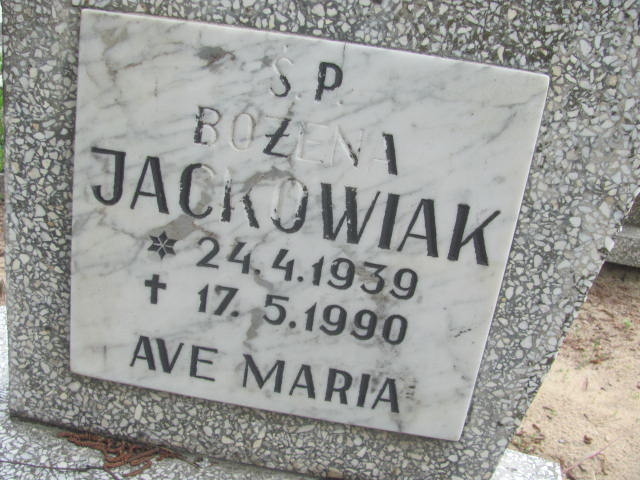 Ś.P.
BOŻENA
JACKOWIAK
* 24.4.1939
✝ 17.5.1990
AVE MARIA